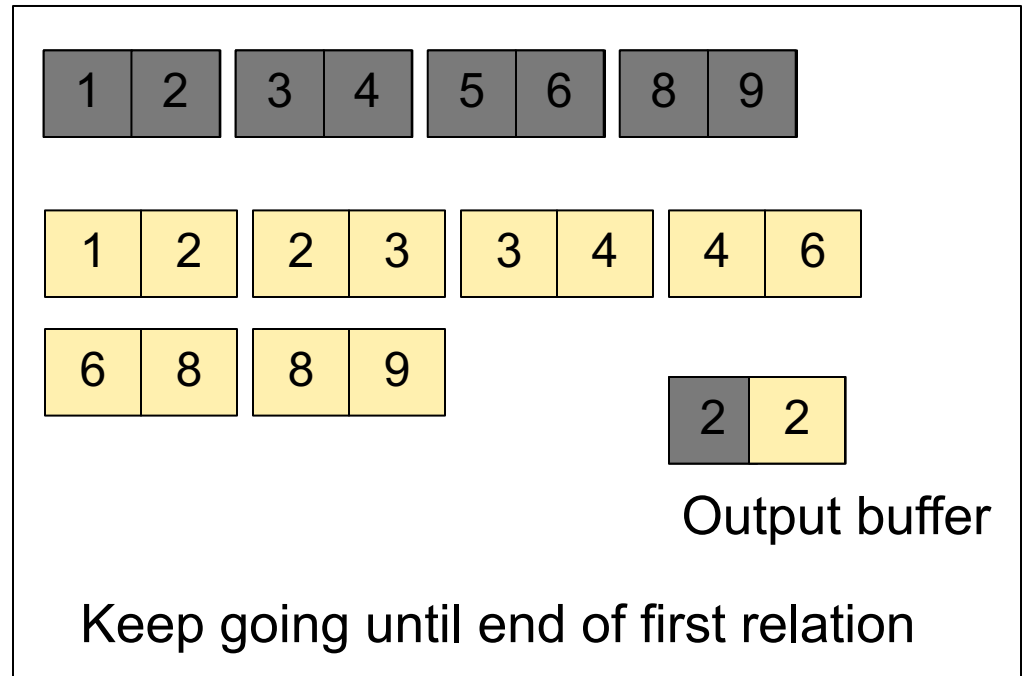 1 2 3 4 5 6 8 9
1 2 2 3 3 4 4 6
6 8 8 9
2 2
Output buffer
Keep going until end of first relation